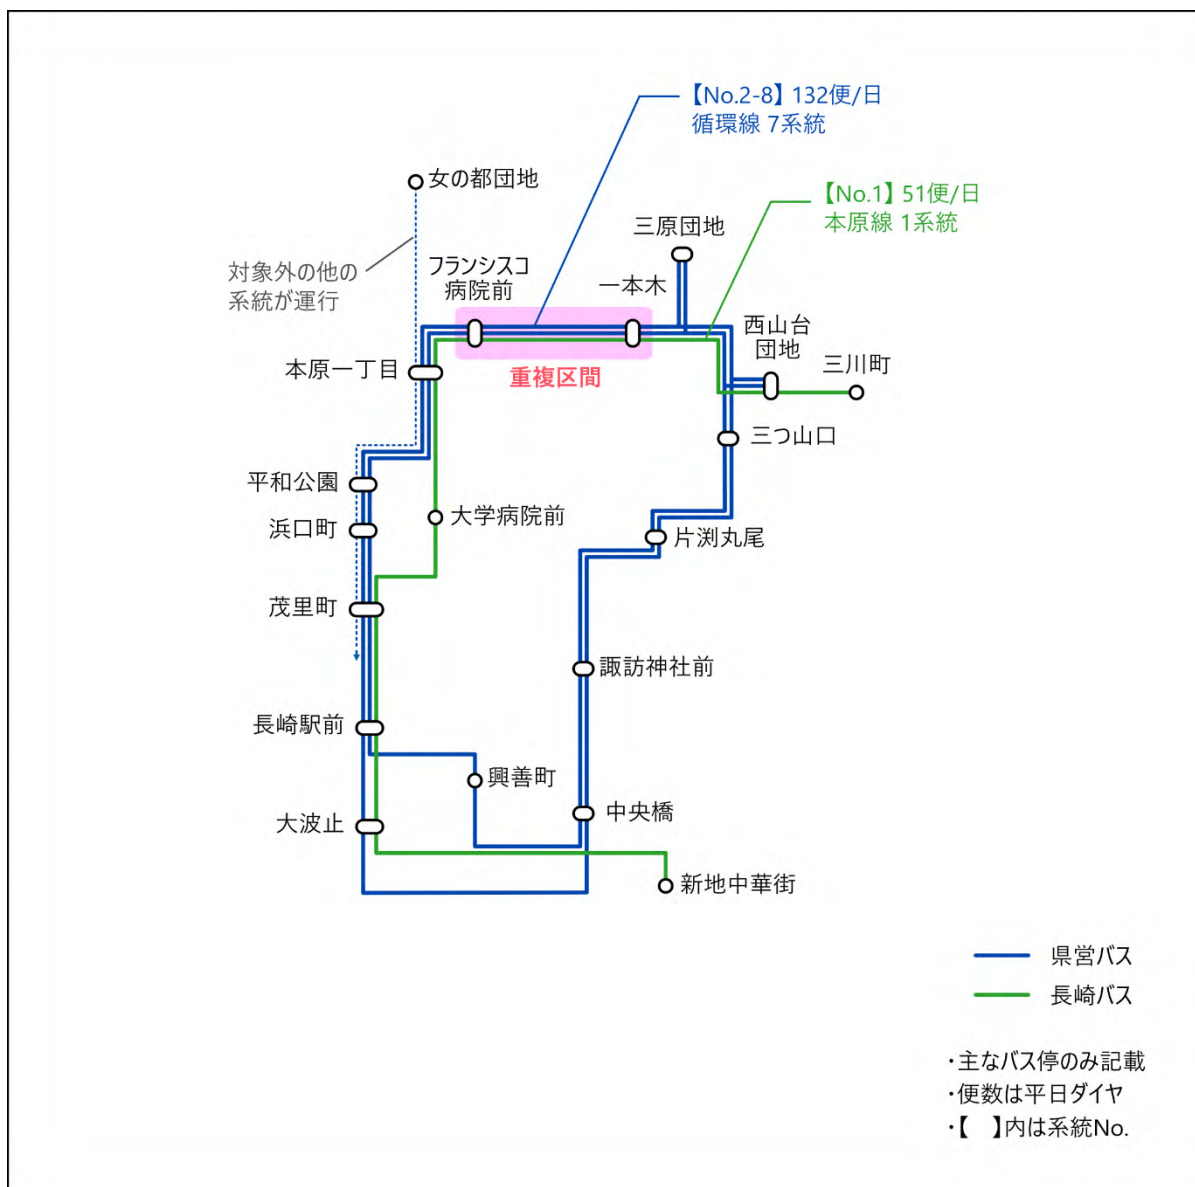 【No.2-8】132便/日
循環線 7系統
女の都団地
【No.1】51便/日
本原線 1系統
三原団地
対象外の他の
系統が運行
フランシスコ
病院前
一本木
西山台
団地
三川町
本原一丁目
重複区間
三つ山口
平和公園
大学病院前
浜口町
片渕丸尾
茂里町
諏訪神社前
長崎駅前
興善町
大波止
中央橋
新地中華街
県営バス
長崎バス
・主なバス停のみ記載
・便数は平日ダイヤ
・【　】内は系統No.